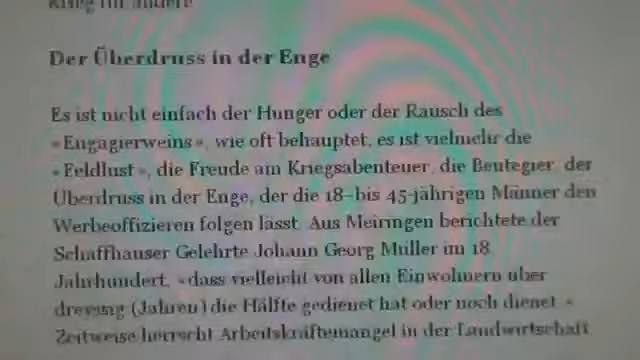 Krieg für andere
Der Überdruss in der Enge
Es ist nicht einfach der Hunger oder der Rausch des
«Engagierweins», wie oft behauptet, es ist vielmehr die
«Feldlust», die Freude am Kriegsabenteuer, die Beutegier, der
Überdruss in der Enge, der die 18- bis 45-jährigen Männer den
Werbeoffizieren folgen lässt. Aus Meiringen berichtete der
Schaffhauser Gelehrte Johann Georg Müller im 18.
Jahrhundert, «dass vielleicht von allen Einwohnern über
dreyssig (Jahren) die Hälfte gedienet hat oder noch dienet.»
Zeitweise herrscht Arbeitskräftemangel in der Landwirtschaft